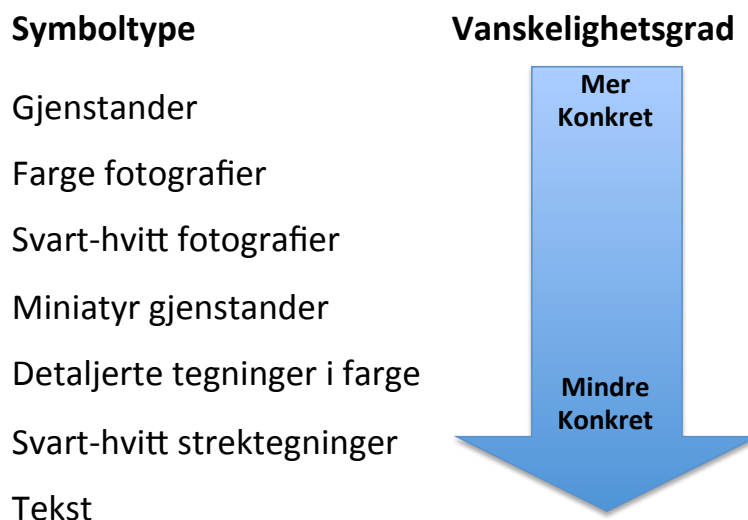 Symboltype
Vanskelighetsgrad
Mer
Konkret
Gjenstander
Farge fotografier
Svart-hvitt fotografier
Miniatyr gjenstander
Detaljerte tegninger i farge
Mindre
Konkret
Svart-hvitt strektegninger
Tekst